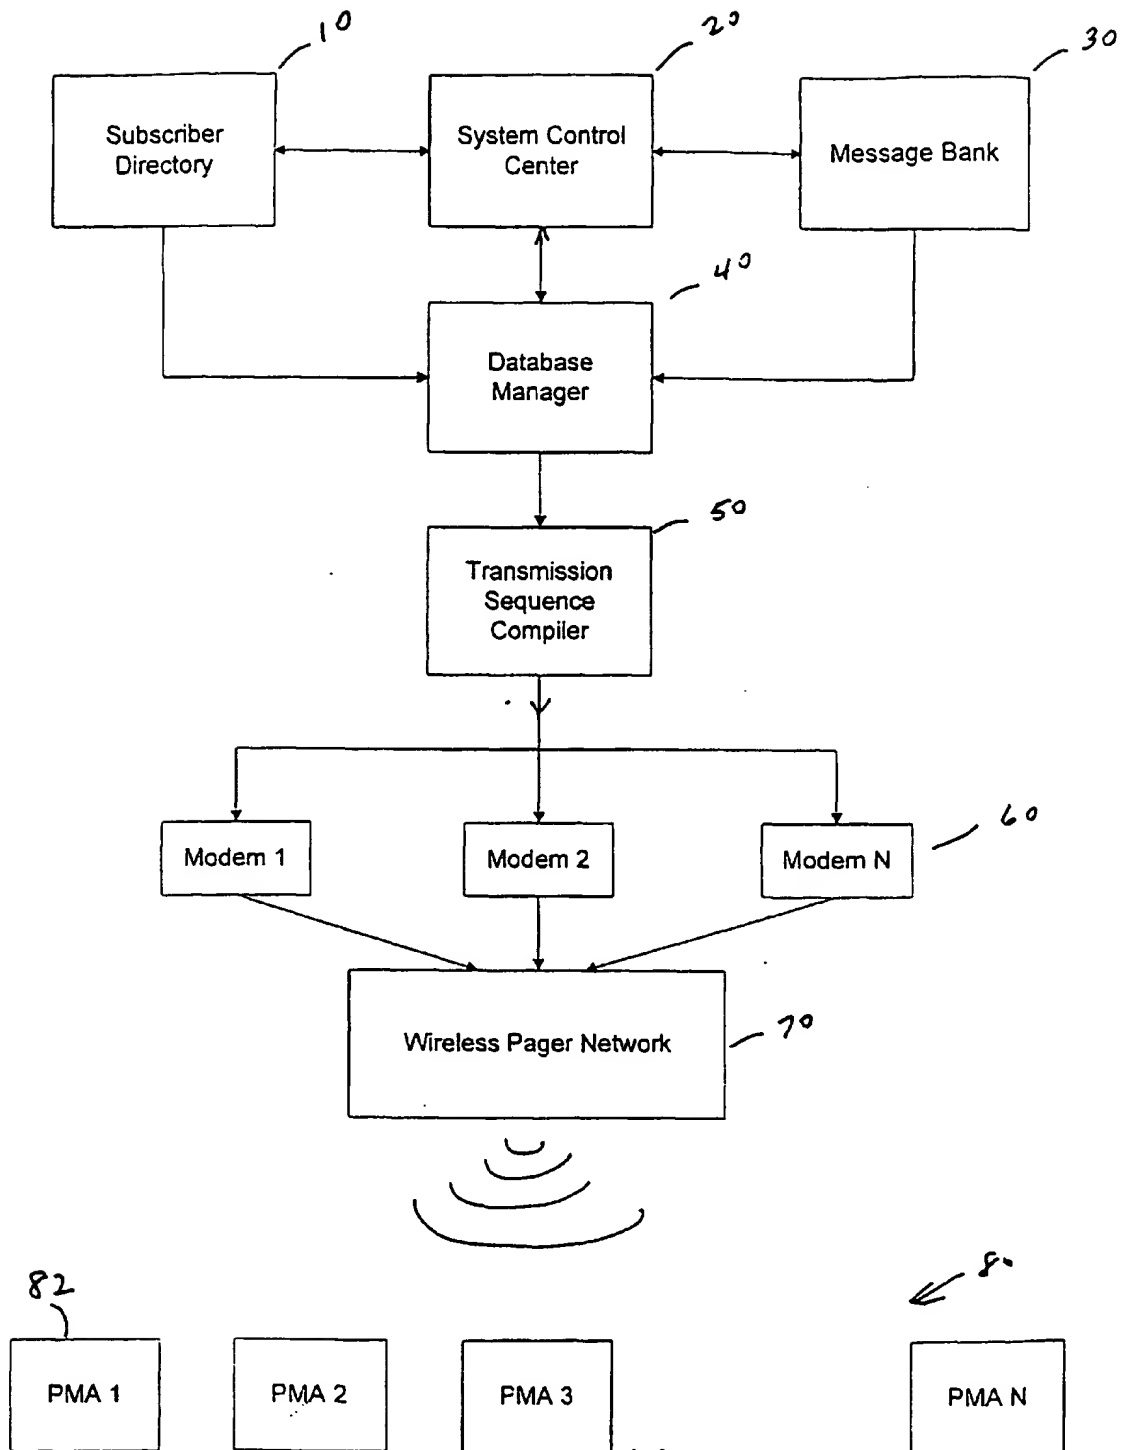 10
20
30
Subscriber
Directory
System Control
Center
Message Bank
40
Database
Manager
50
Transmission
Sequence
Compiler
60
Modem 1
Modem 2
Modem N
70
Wireless Pager Network
82
PMA 1
PMA 2
PMA 3
PMA N